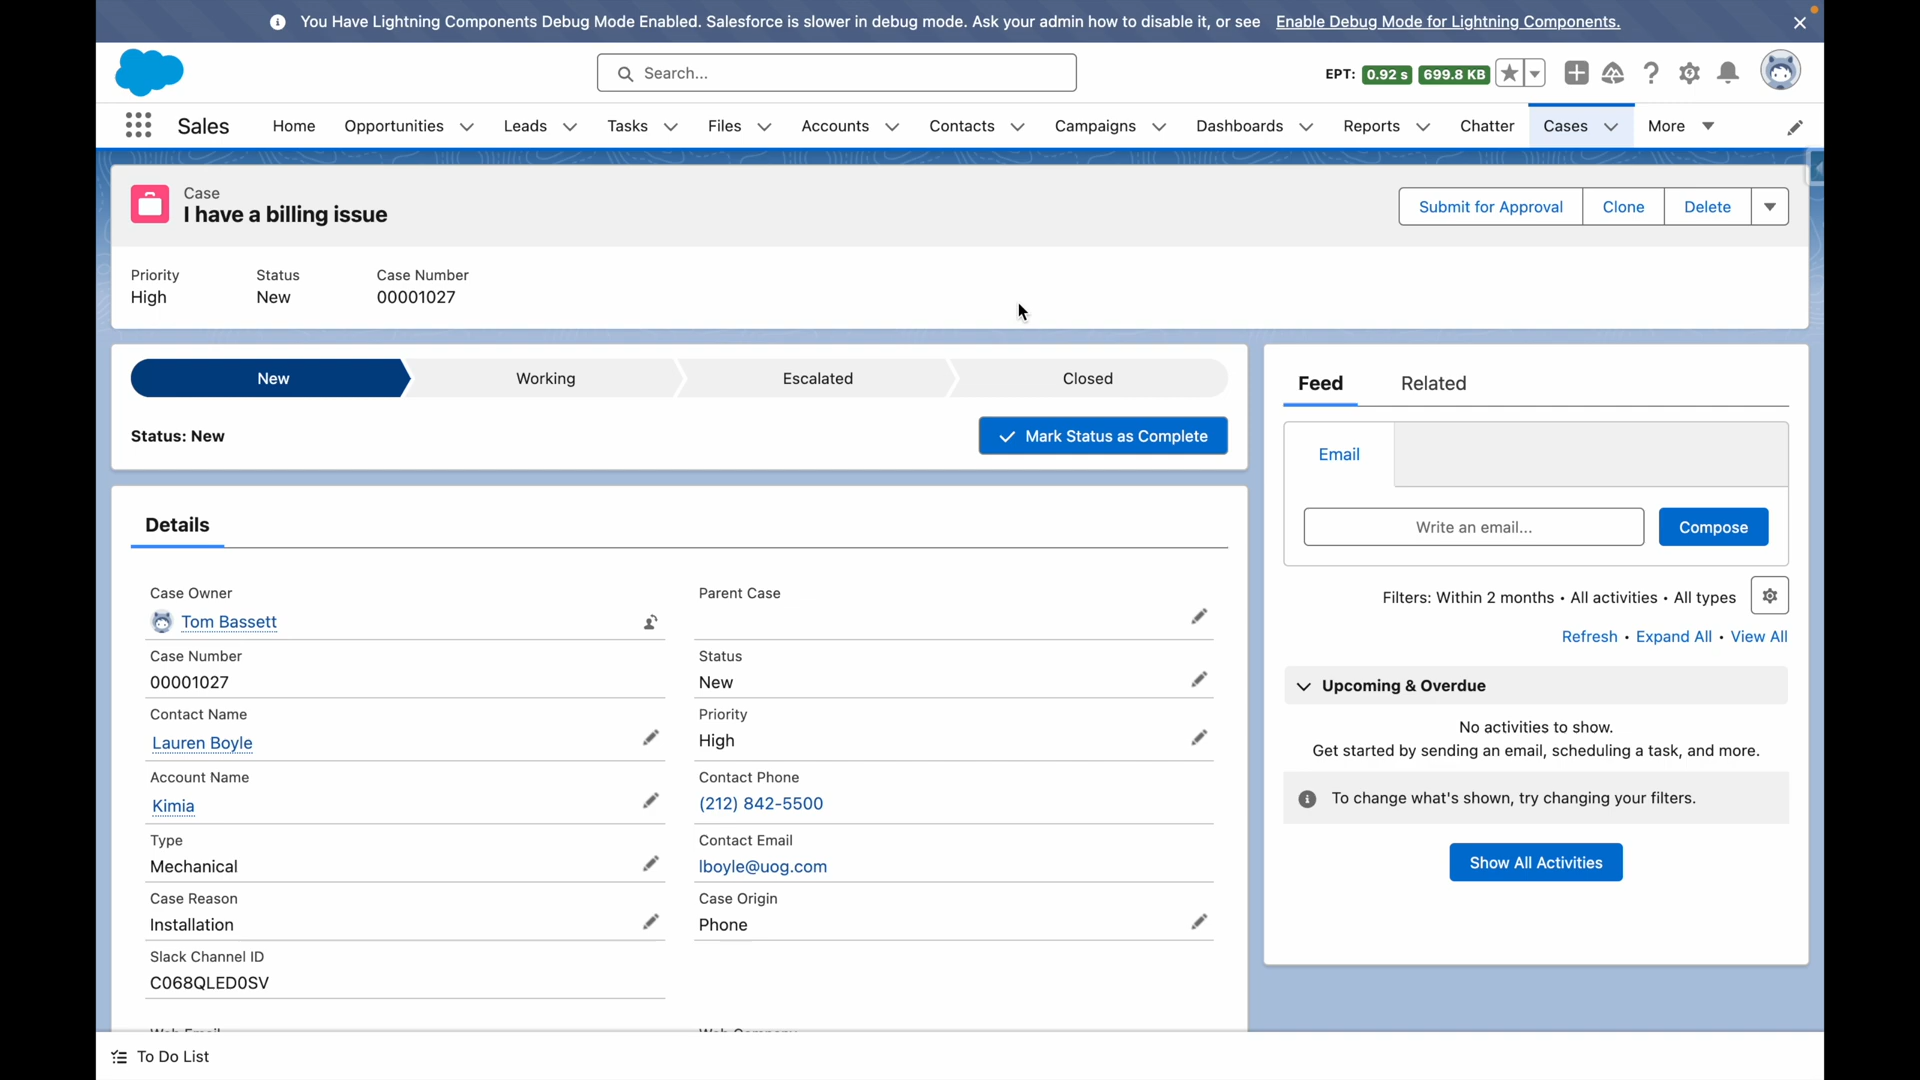 You Have Lightning Components Debug Mode Enabled. Salesforce is slower in debug mode. Ask your admin how to disable it, or see Enable Debug Mode for Lightning Components.
Search...
EPT: 0.92 s 699.8 KB
Sales Home Opportunities Leads Tasks Files Accounts Contacts Campaigns Dashboards Reports Chatter Cases More
Case
I have a billing issue
Submit for Approval Clone Delete
Priority Status Case Number
High New 00001027
New Working Escalated Closed
Status: New
Mark Status as Complete
Details
Case Owner
Tom Bassett
Parent Case
Case Number
00001027
Status
New
Contact Name
Lauren Boyle
Priority
High
Account Name
Kimia
Contact Phone
(212) 842-5500
Type
Mechanical
Contact Email
lboyle@uog.com
Case Reason
Installation
Case Origin
Phone
Slack Channel ID
C068QLED0SV
Feed Related
Email
Write an email...
Compose
Filters: Within 2 months • All activities • All types
Refresh • Expand All • View All
Upcoming & Overdue
No activities to show.
Get started by sending an email, scheduling a task, and more.
To change what's shown, try changing your filters.
Show All Activities
To Do List